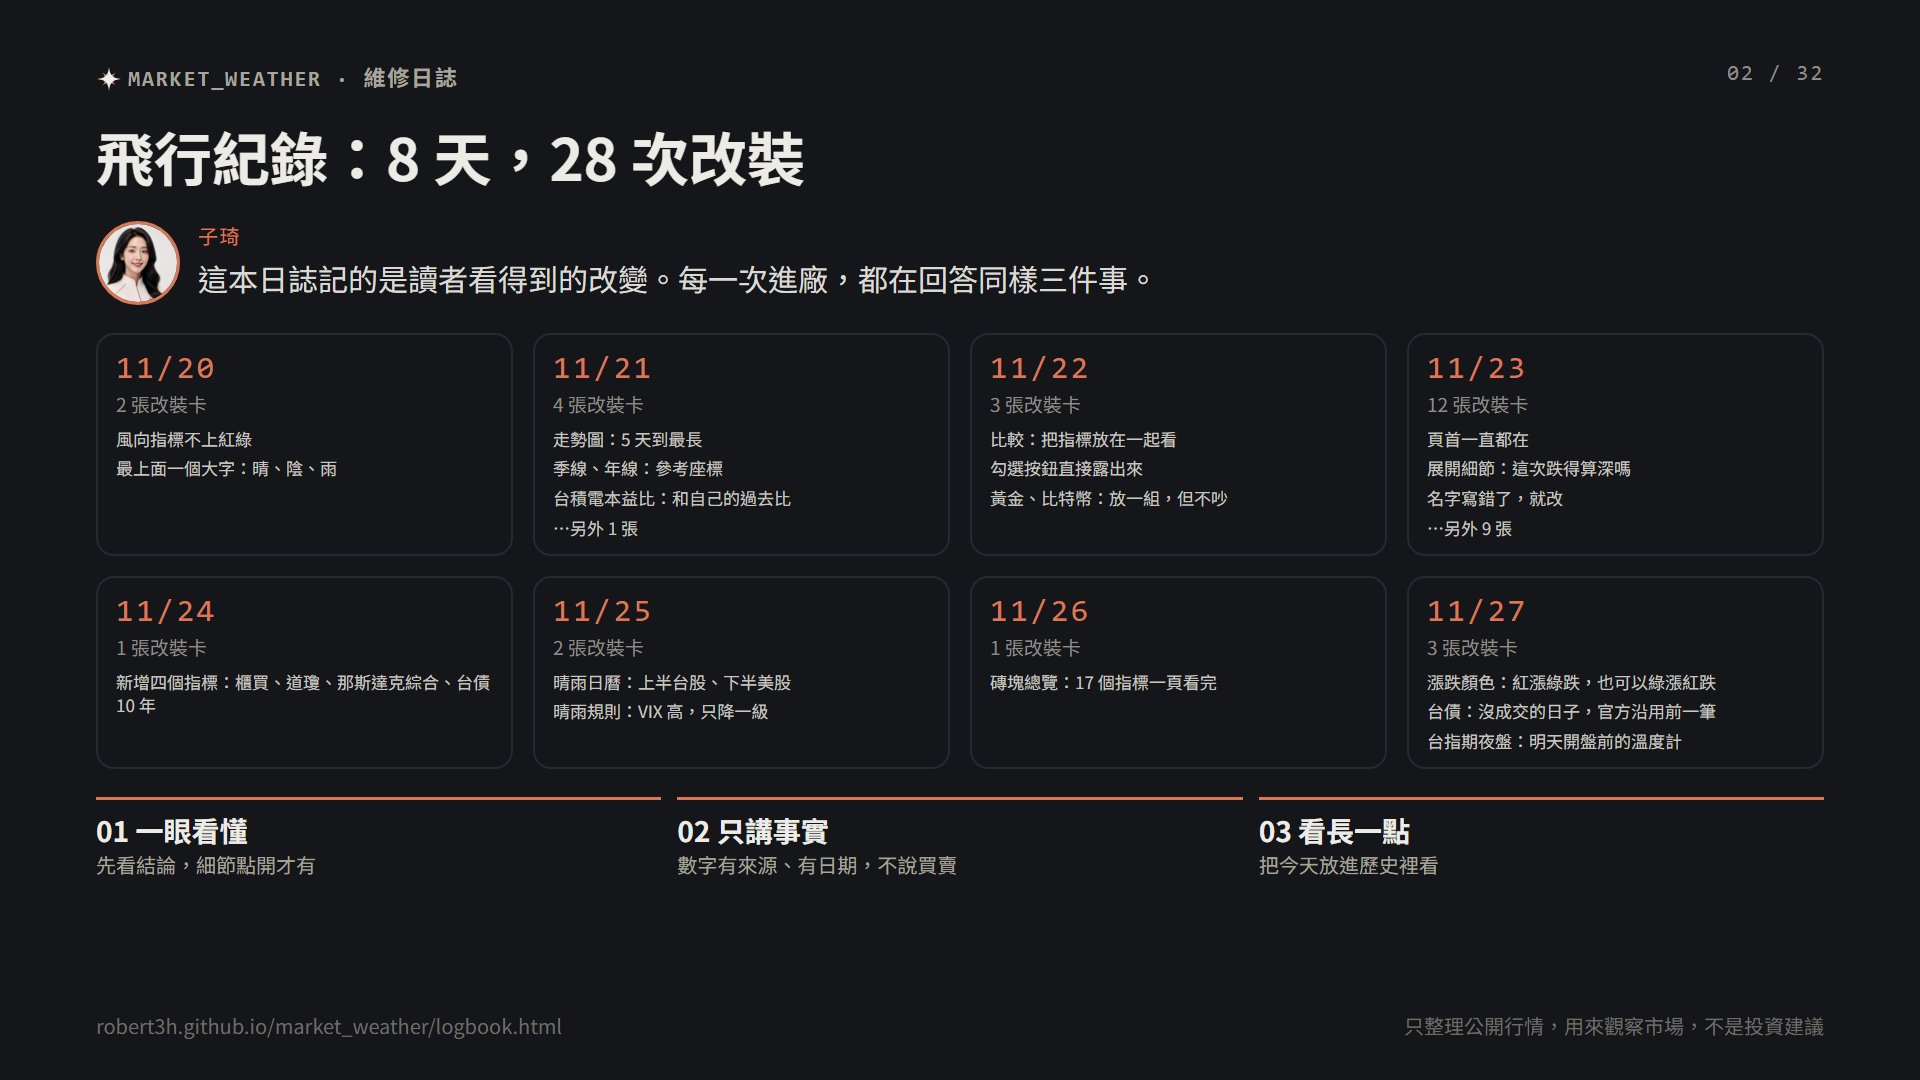 MARKET_WEATHER · 維修日誌
02 / 32
飛行紀錄：8 天，28 次改裝
子琦
這本日誌記的是讀者看得到的改變。每一次進廠，都在回答同樣三件事。
11/20
2 張改裝卡
風向指標不上紅綠
最上面一個大字：晴、陰、雨
11/21
4 張改裝卡
走勢圖：5 天到最長
季線、年線：參考座標
台積電本益比：和自己的過去比
…另外 1 張
11/22
3 張改裝卡
比較：把指標放在一起看
勾選按鈕直接露出來
黃金、比特幣：放一組，但不吵
11/23
12 張改裝卡
頁首一直都在
展開細節：這次跌得算深嗎
名字寫錯了，就改
…另外 9 張
11/24
1 張改裝卡
新增四個指標：櫃買、道瓊、那斯達克綜合、台債
10 年
11/25
2 張改裝卡
晴雨日曆：上半台股、下半美股
晴雨規則：VIX 高，只降一級
11/26
1 張改裝卡
磚塊總覽：17 個指標一頁看完
11/27
3 張改裝卡
漲跌顏色：紅漲綠跌，也可以綠漲紅跌
台債：沒成交的日子，官方沿用前一筆
台指期夜盤：明天開盤前的溫度計
01 一眼看懂
先看結論，細節點開才有
02 只講事實
數字有來源、有日期，不說買賣
03 看長一點
把今天放進歷史裡看
robert3h.github.io/market_weather/logbook.html
只整理公開行情，用來觀察市場，不是投資建議